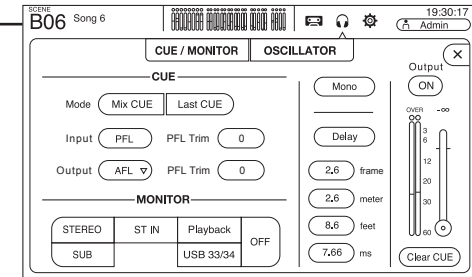 SCENE
B06 Song 6
19:30:17
Admin
CUE / MONITOR OSCILLATOR
CUE
Mode Mix CUE Last CUE
Input PFL PFL Trim 0
Output AFL PFL Trim 0
MONITOR
STEREO ST IN Playback OFF
SUB USB 33/34
Mono
Delay
2.6 frame
2.6 meter
8.6 feet
7.66 ms
Output
ON
OVER -∞
3
6
12
20
30
60
Clear CUE